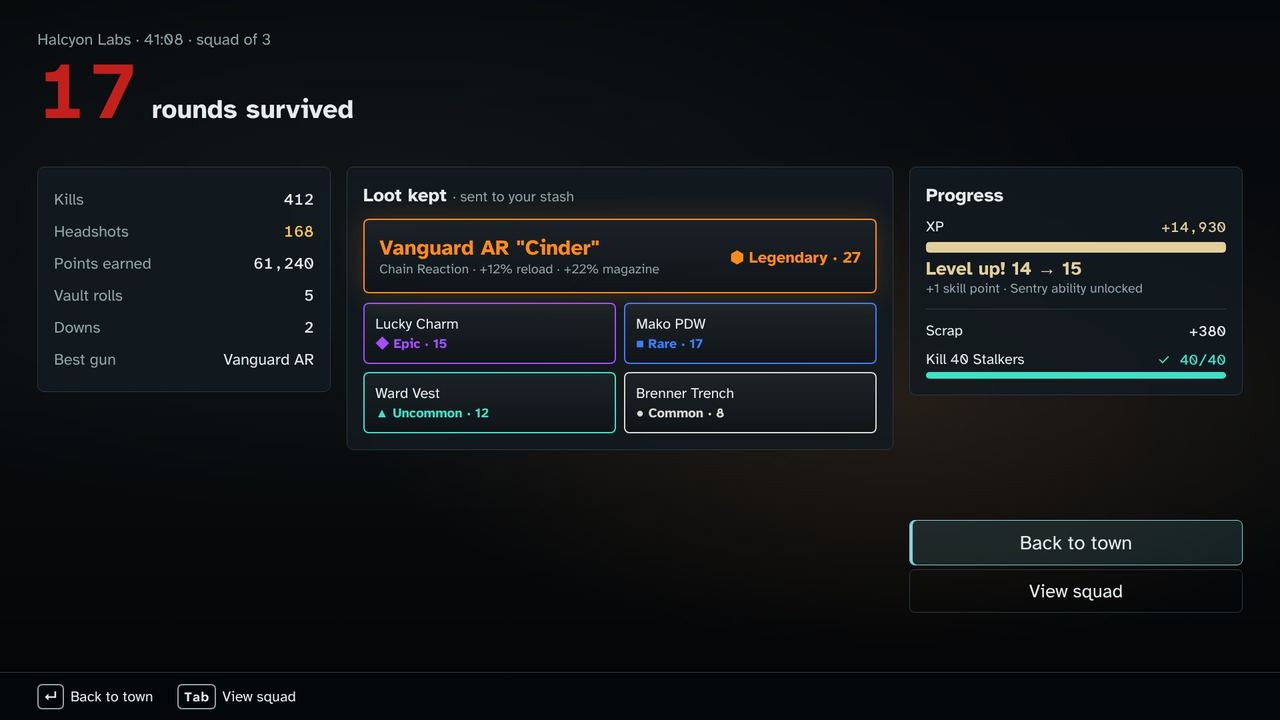 Halcyon Labs · 41:08 · squad of 3
17 rounds survived
Kills 412
Headshots 168
Points earned 61,240
Vault rolls 5
Downs 2
Best gun Vanguard AR
Loot kept · sent to your stash
Vanguard AR "Cinder"
Chain Reaction · +12% reload · +22% magazine
Legendary · 27
Lucky Charm
Epic · 15
Mako PDW
Rare · 17
Ward Vest
Uncommon · 12
Brenner Trench
Common · 8
Progress
XP +14,930
Level up! 14 → 15
+1 skill point · Sentry ability unlocked
Scrap +380
Kill 40 Stalkers ✓ 40/40
Back to town
View squad
↵ Back to town Tab View squad